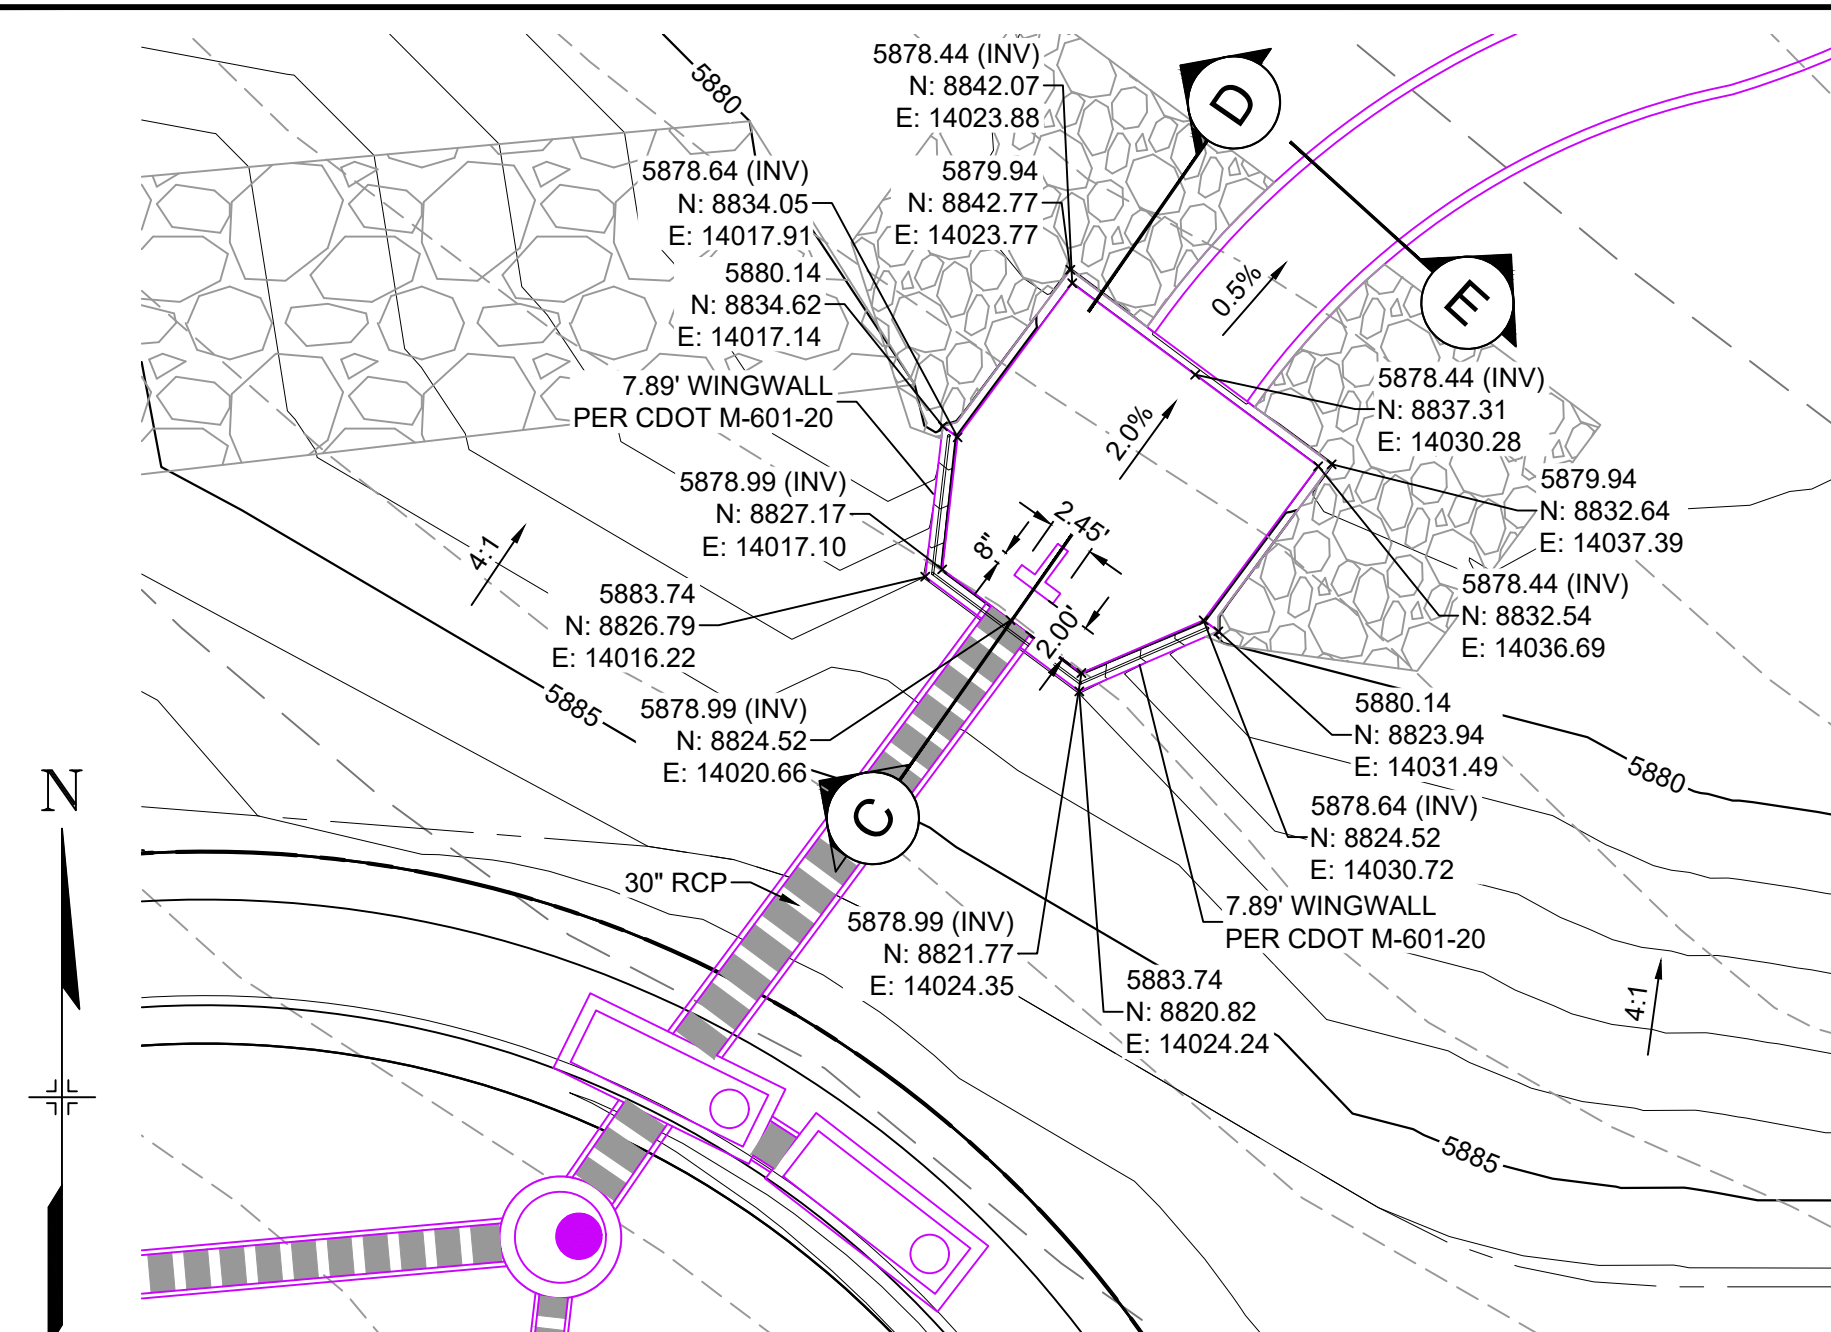 5880
5878.44 (INV)
N: 8842.07
E: 14023.88
D
5878.64 (INV)
N: 8834.05
E: 14017.91
5879.94
N: 8842.77
E: 14023.77
5880.14
N: 8834.62
E: 14017.14
0.5%
E
7.89' WINGWALL
PER CDOT M-601-20
2.0%
5878.44 (INV)
N: 8837.31
E: 14030.28
5878.99 (INV)
N: 8827.17
E: 14017.10
5879.94
N: 8832.64
E: 14037.39
4:1
8"
2.45'
2.00'
5883.74
N: 8826.79
E: 14016.22
5878.44 (INV)
N: 8832.54
E: 14036.69
5885
5878.99 (INV)
N: 8824.52
E: 14020.66
5880.14
N: 8823.94
E: 14031.49
5880
N
C
5878.64 (INV)
N: 8824.52
E: 14030.72
30" RCP
7.89' WINGWALL
PER CDOT M-601-20
5878.99 (INV)
N: 8821.77
E: 14024.35
5883.74
N: 8820.82
E: 14024.24
4:1
5885